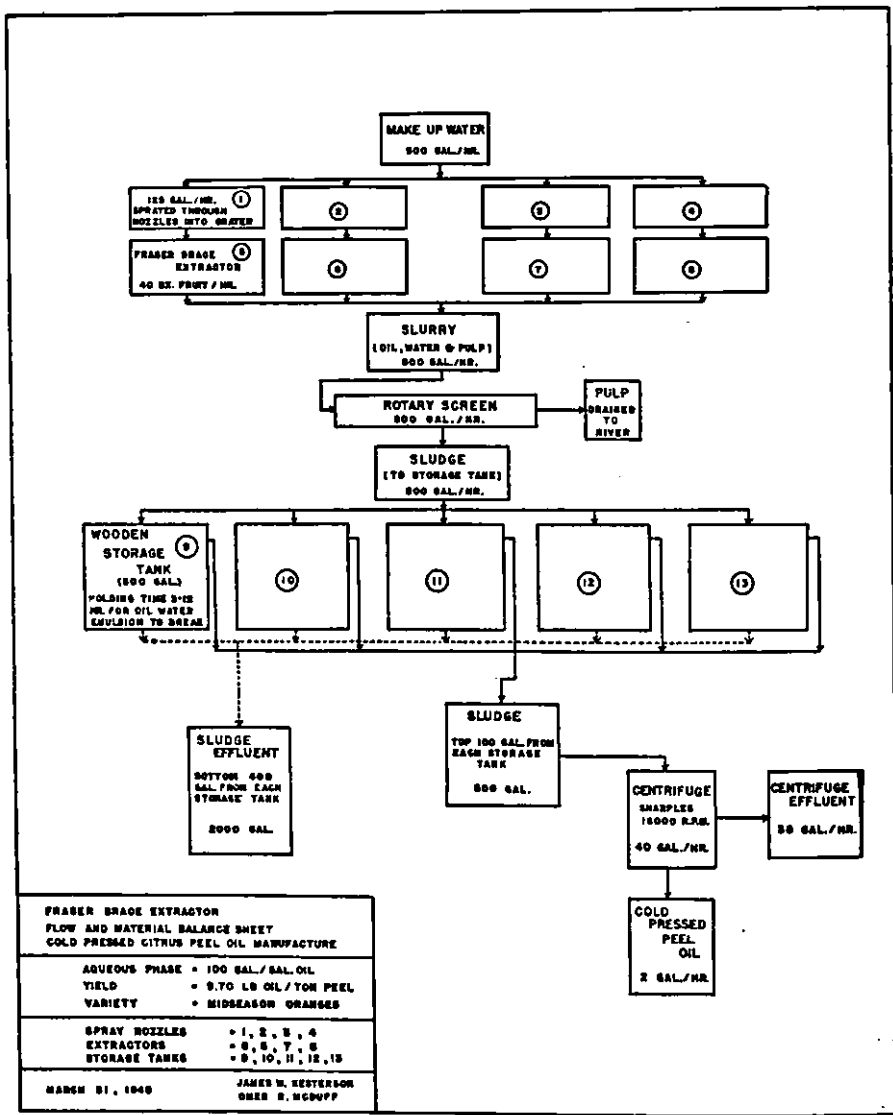 MAKE UP WATER
500 GAL./HR.
125 GAL./HR. 1
SPRAYED THROUGH
NOZZLES INTO GRATER
2
3
4
FRASER BRACE 5
EXTRACTOR
40 BX. FRUIT / HR.
6
7
8
SLURRY
[OIL, WATER & PULP]
500 GAL./HR.
ROTARY SCREEN
500 GAL./HR.
PULP
DRAINED
TO
RIVER
SLUDGE
[TO STORAGE TANK]
500 GAL./HR.
WOODEN 9
STORAGE
TANK
(500 GAL.)
HOLDING TIME
HR. FOR OIL WATER
EMULSION TO BREAK
10
11
12
13
SLUDGE
EFFLUENT
BOTTOM 400
GAL. FROM EACH
STORAGE TANK
2000 GAL.
SLUDGE
TOP 100 GAL. FROM
EACH STORAGE
TANK
500 GAL.
CENTRIFUGE
SHARPLES
R.P.M.
40 GAL./HR.
CENTRIFUGE
EFFLUENT
38 GAL./HR.
COLD
PRESSED
PEEL
OIL
2 GAL./HR.
FRASER BRACE EXTRACTOR
FLOW AND MATERIAL BALANCE SHEET
COLD PRESSED CITRUS PEEL OIL MANUFACTURE
AQUEOUS PHASE = 100 GAL./GAL. OIL
YIELD = 9.70 LB OIL/TON PEEL
VARIETY = MIDSEASON ORANGES
SPRAY NOZZLES = 1, 2, 3, 4
EXTRACTORS = 5, 6, 7, 8
STORAGE TANKS = 9, 10, 11, 12, 13
MARCH 31,
JAMES W. KESTERSON
OMER R. MCDUFF